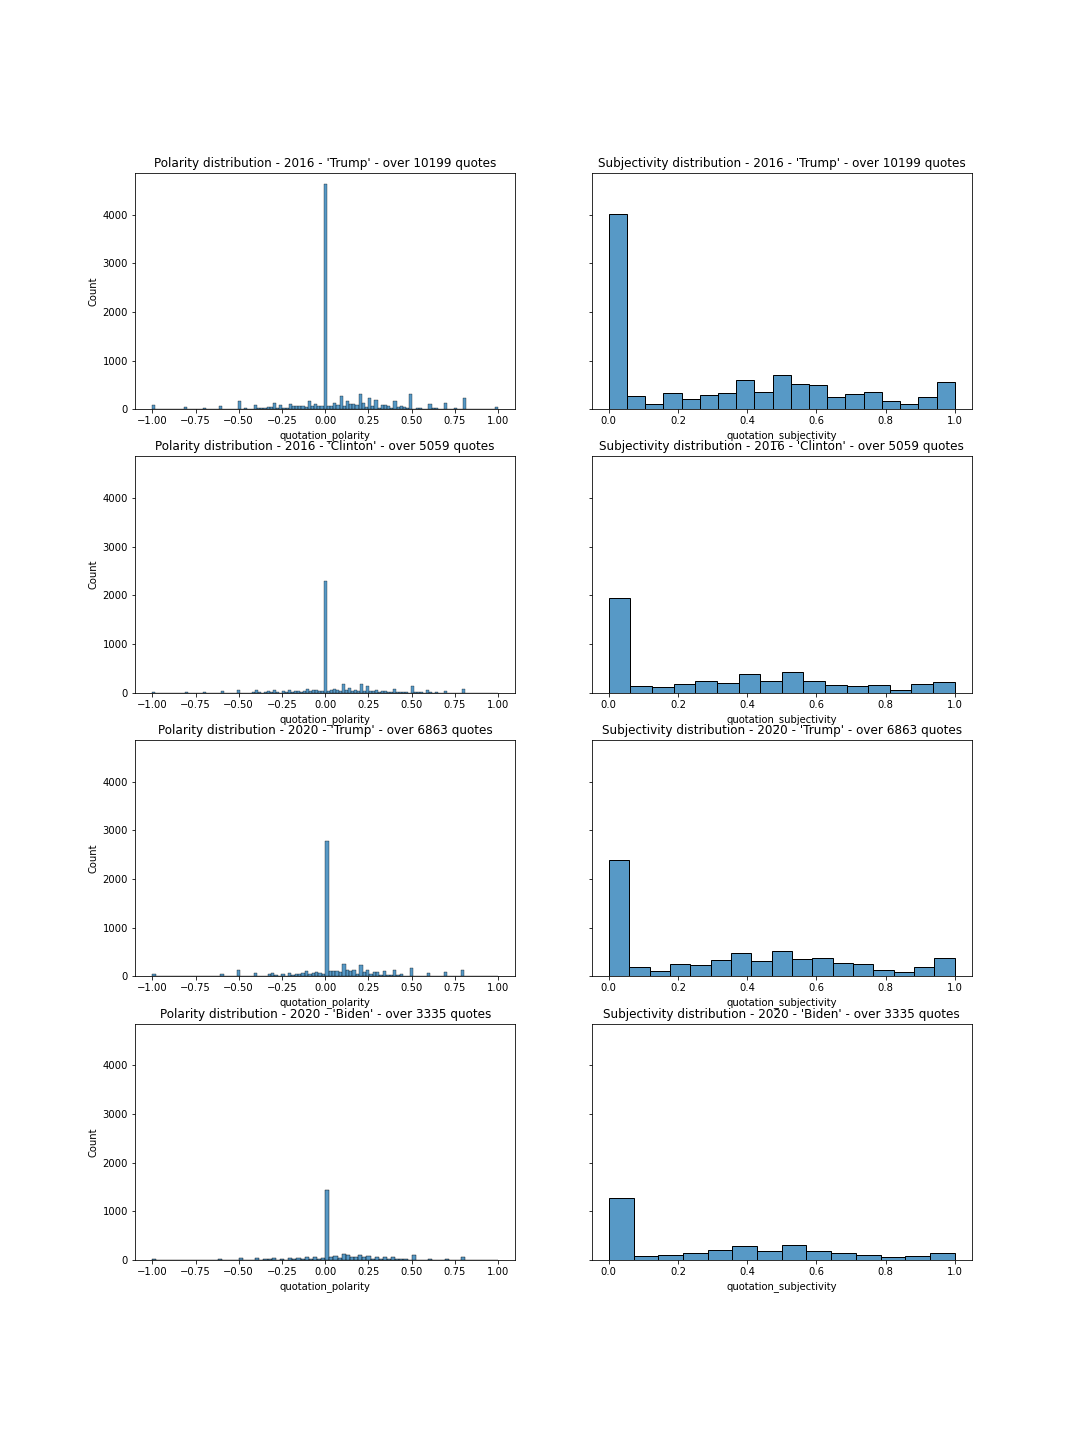 Polarity distribution - 2016 - 'Trump' - over 10199 quotes
Subjectivity distribution - 2016 - 'Trump' - over 10199 quotes
4000
3000
2000
1000
0
Count
−1.00 −0.75 −0.50 −0.25 0.00 0.25 0.50 0.75 1.00
quotation_polarity
0.0 0.2 0.4 0.6 0.8 1.0
quotation_subjectivity
Polarity distribution - 2016 - 'Clinton' - over 5059 quotes
Subjectivity distribution - 2016 - 'Clinton' - over 5059 quotes
4000
3000
2000
1000
0
Count
−1.00 −0.75 −0.50 −0.25 0.00 0.25 0.50 0.75 1.00
quotation_polarity
0.0 0.2 0.4 0.6 0.8 1.0
quotation_subjectivity
Polarity distribution - 2020 - 'Trump' - over 6863 quotes
Subjectivity distribution - 2020 - 'Trump' - over 6863 quotes
4000
3000
2000
1000
0
Count
−1.00 −0.75 −0.50 −0.25 0.00 0.25 0.50 0.75 1.00
quotation_polarity
0.0 0.2 0.4 0.6 0.8 1.0
quotation_subjectivity
Polarity distribution - 2020 - 'Biden' - over 3335 quotes
Subjectivity distribution - 2020 - 'Biden' - over 3335 quotes
4000
3000
2000
1000
0
Count
−1.00 −0.75 −0.50 −0.25 0.00 0.25 0.50 0.75 1.00
quotation_polarity
0.0 0.2 0.4 0.6 0.8 1.0
quotation_subjectivity